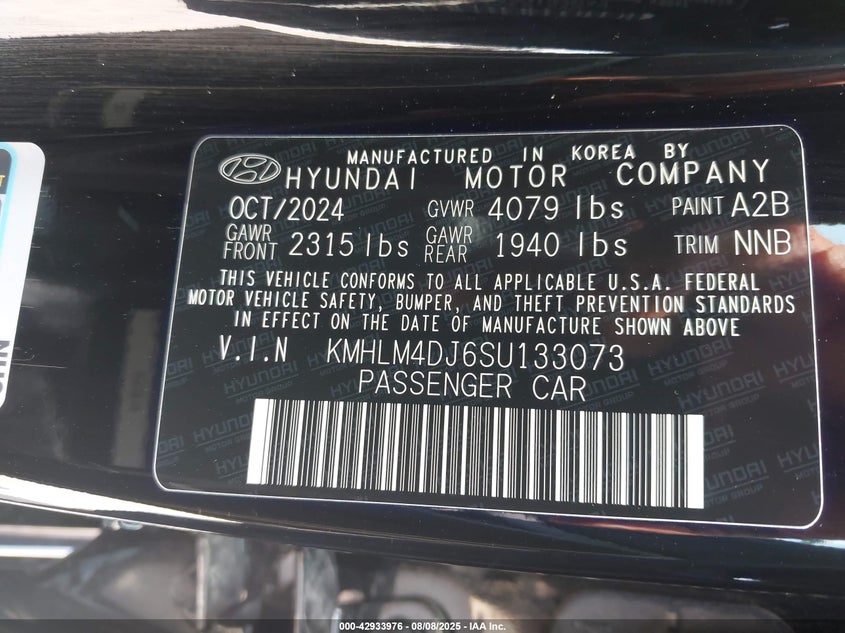 MANUFACTURED IN KOREA BY
HYUNDAI MOTOR COMPANY
OCT/2024 GVWR 4079 lbs PAINT A2B
GAWR FRONT 2315 lbs GAWR REAR 1940 lbs TRIM NNB
THIS VEHICLE CONFORMS TO ALL APPLICABLE U.S.A. FEDERAL
MOTOR VEHICLE SAFETY, BUMPER, AND THEFT PREVENTION STANDARDS
IN EFFECT ON THE DATE OF MANUFACTURE SHOWN ABOVE
V.I.N KMHLM4DJ6SU133073
PASSENGER CAR
HYUNDAI
MOTOR GROUP
000-42933976 - 08/08/2025 - IAA Inc.